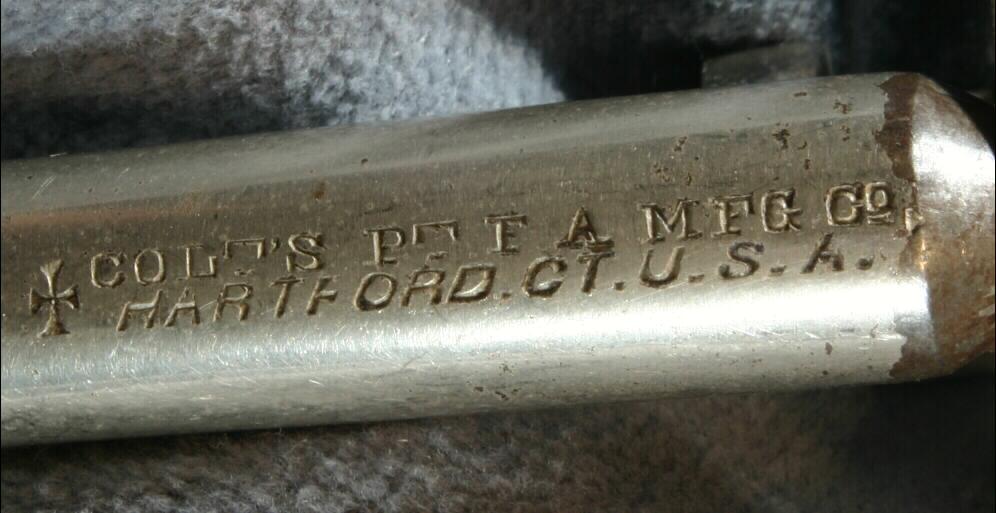 ✠ COLT'S PT F A MFG Co
HARTFORD.CT.U.S.A.